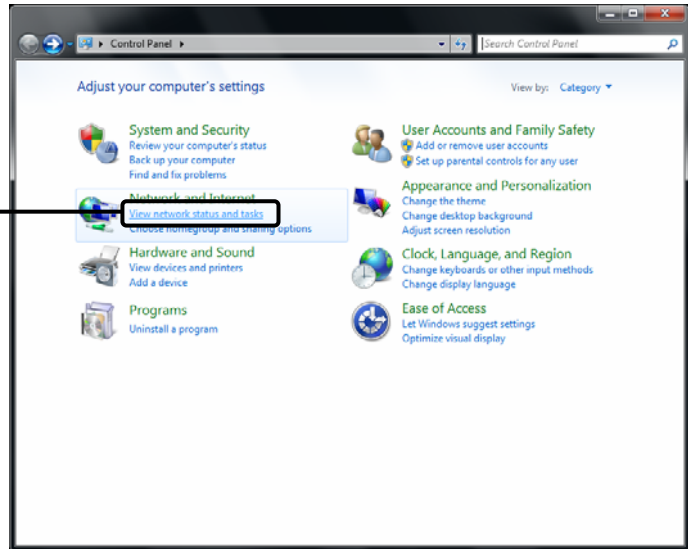 Control Panel
Search Control Panel
Adjust your computer's settings
View by: Category
System and Security
Review your computer's status
Back up your computer
Find and fix problems
Network and Internet
View network status and tasks
Choose homegroup and sharing options
Hardware and Sound
View devices and printers
Add a device
Programs
Uninstall a program
User Accounts and Family Safety
Add or remove user accounts
Set up parental controls for any user
Appearance and Personalization
Change the theme
Change desktop background
Adjust screen resolution
Clock, Language, and Region
Change keyboards or other input methods
Change display language
Ease of Access
Let Windows suggest settings
Optimize visual display